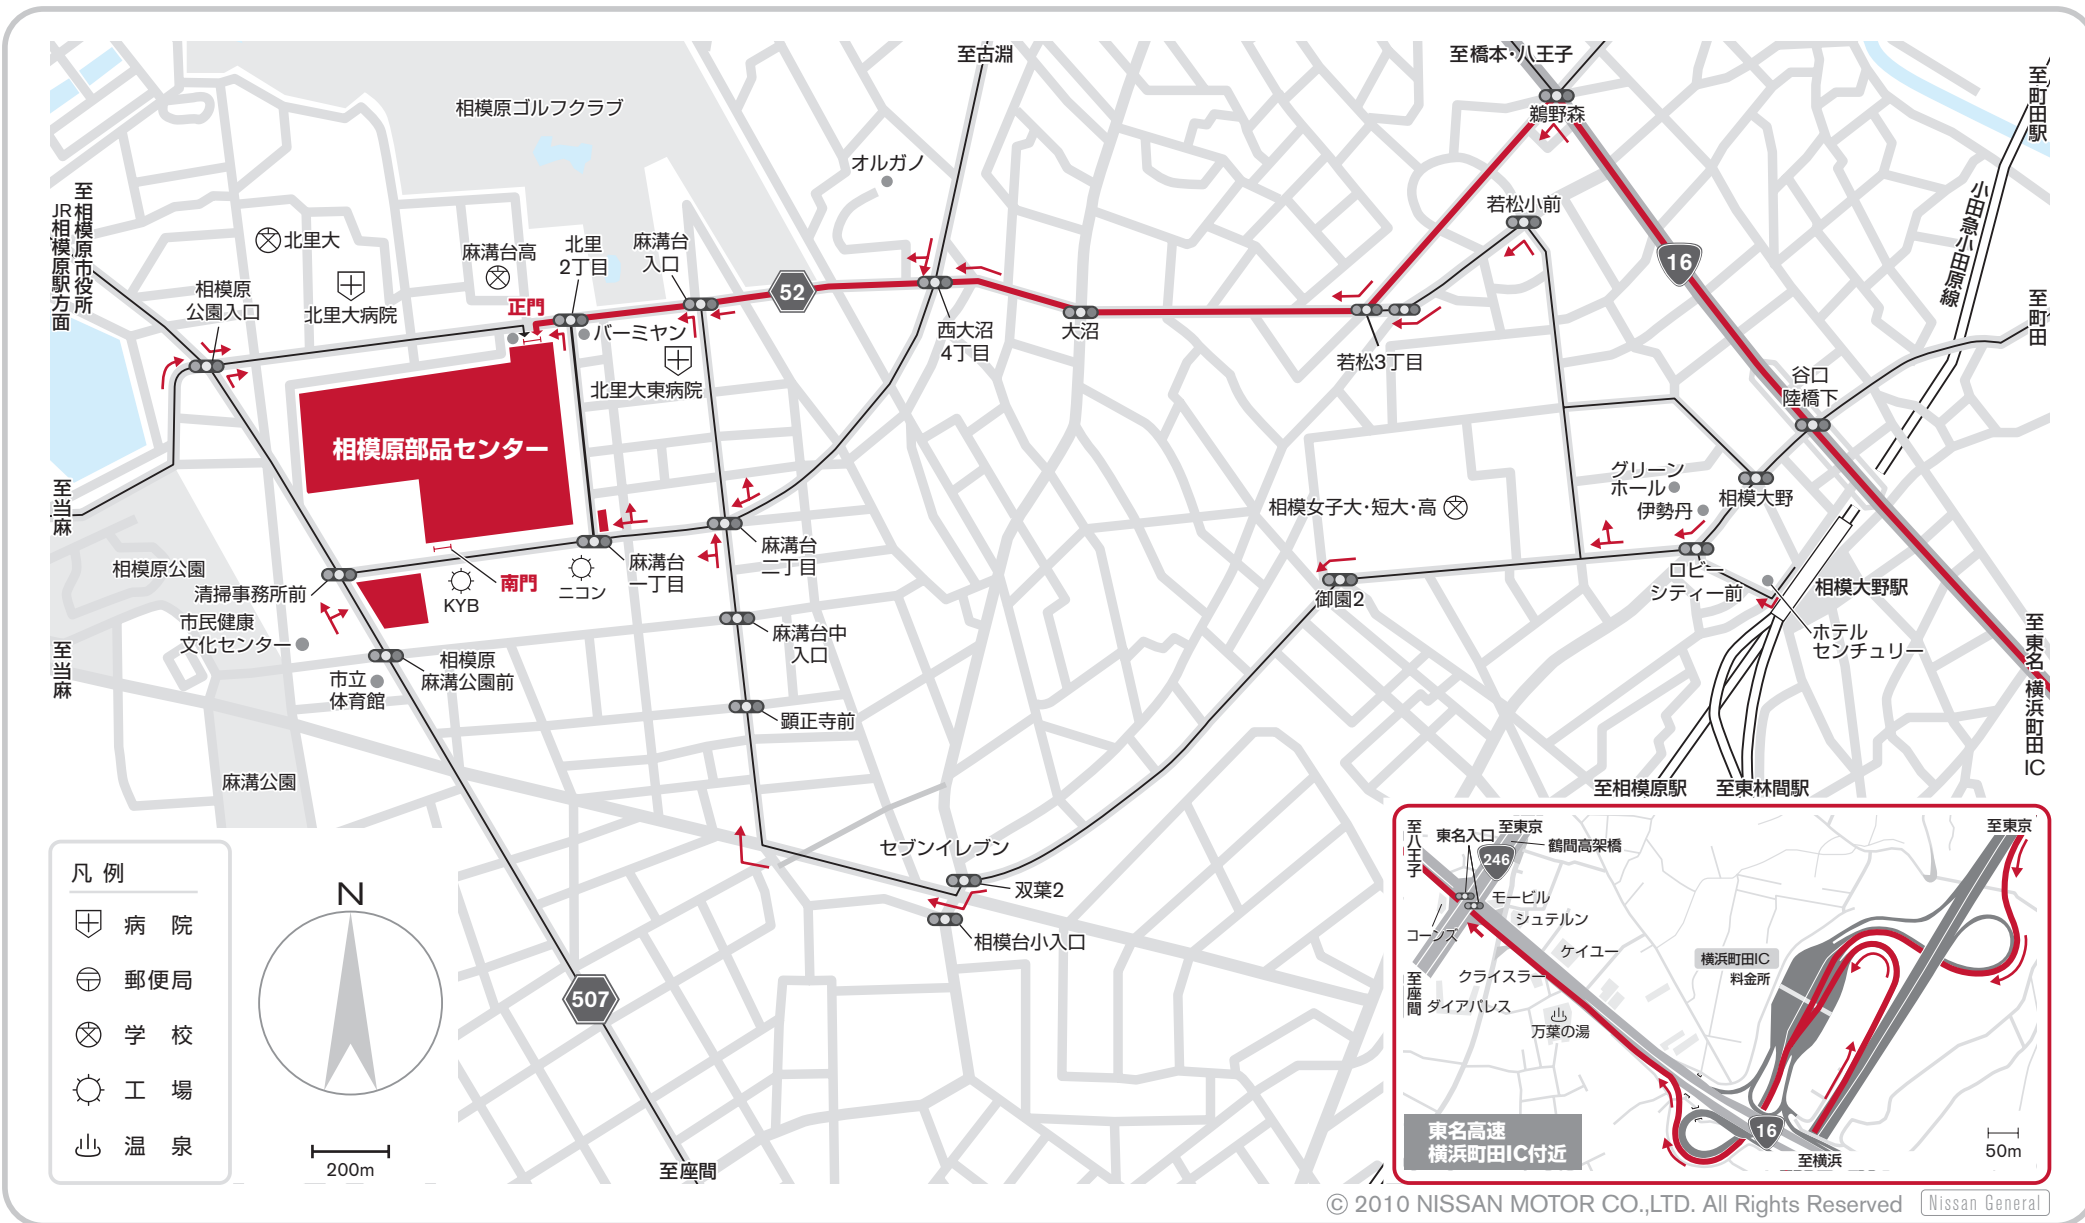 至古淵
至橋本・八王子
至町田駅
相模原ゴルフクラブ
鵜野森
オルガノ
至相模原市役所
JR相模原駅方面
小田急小田原線
若松小前
北里大
麻溝台高
北里
2丁目
麻溝台
入口
16
52
相模原
公園入口
北里大病院
正門
バーミヤン
西大沼
4丁目
大沼
若松3丁目
至町田
谷口
陸橋下
北里大東病院
相模原部品センター
至当麻
グリーン
ホール
相模大野
伊勢丹
相模女子大・短大・高
麻溝台
二丁目
麻溝台
一丁目
相模原公園
清掃事務所前
KYB
南門
ニコン
御園2
ロビー
シティー前
相模大野駅
ホテル
センチュリー
市民健康
文化センター
麻溝台中
入口
至当麻
市立
体育館
相模原
麻溝公園前
顕正寺前
至東名 横浜町田IC
麻溝公園
至相模原駅
至東林間駅
セブンイレブン
双葉2
相模台小入口
507
至座間
凡例
病院
郵便局
学校
工場
温泉
N
200m
至八王子
東名入口
至東京
鶴間高架橋
246
至東京
モービル
シュテルン
コーンズ
ケイユー
クライスラー
至座間
ダイアパレス
横浜町田IC
料金所
万葉の湯
東名高速
横浜町田IC付近
16
至横浜
50m
© 2010 NISSAN MOTOR CO.,LTD. All Rights Reserved
Nissan General